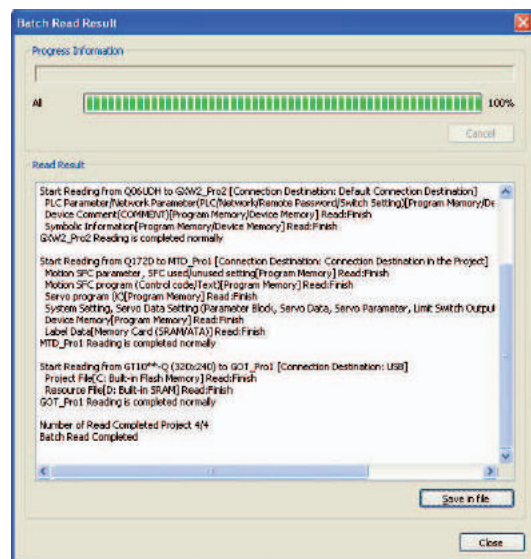 Batch Read Result
Progress Information
All
100%
Cancel
Read Result
Start Reading from Q06UDH to GXW2_Pro2 [Connection Destination: Default Connection Destination]
PLC Parameter/Network Parameter(PLC/Network/Remote Password/Switch Setting)[Program Memory/De
Device Comment(COMMENT)[Program Memory/Device Memory] Read:Finish
Symbolic Information[Program Memory/Device Memory] Read:Finish
GXW2_Pro2 Reading is completed normally
Start Reading from Q172D to MTD_Pro1 [Connection Destination: Connection Destination in the Project]
Motion SFC parameter, SFC used/unused setting[Program Memory] Read:Finish
Motion SFC program (Control code/Text)[Program Memory] Read:Finish
Servo program (K)[Program Memory] Read:Finish
System Setting, Servo Data Setting (Parameter Block, Servo Data, Servo Parameter, Limit Switch Output
Device Memory[Program Memory] Read:Finish
Label Data[Memory Card (SRAM/ATA)] Read:Finish
MTD_Pro1 Reading is completed normally
Start Reading from GT10**-Q (320x240) to GOT_Pro1 [Connection Destination: USB]
Project File[C: Built-in Flash Memory] Read:Finish
Resource File[D: Built-in SRAM] Read:Finish
GOT_Pro1 Reading is completed normally
Number of Read Completed Project 4/4
Batch Read Completed
Save in file
Close